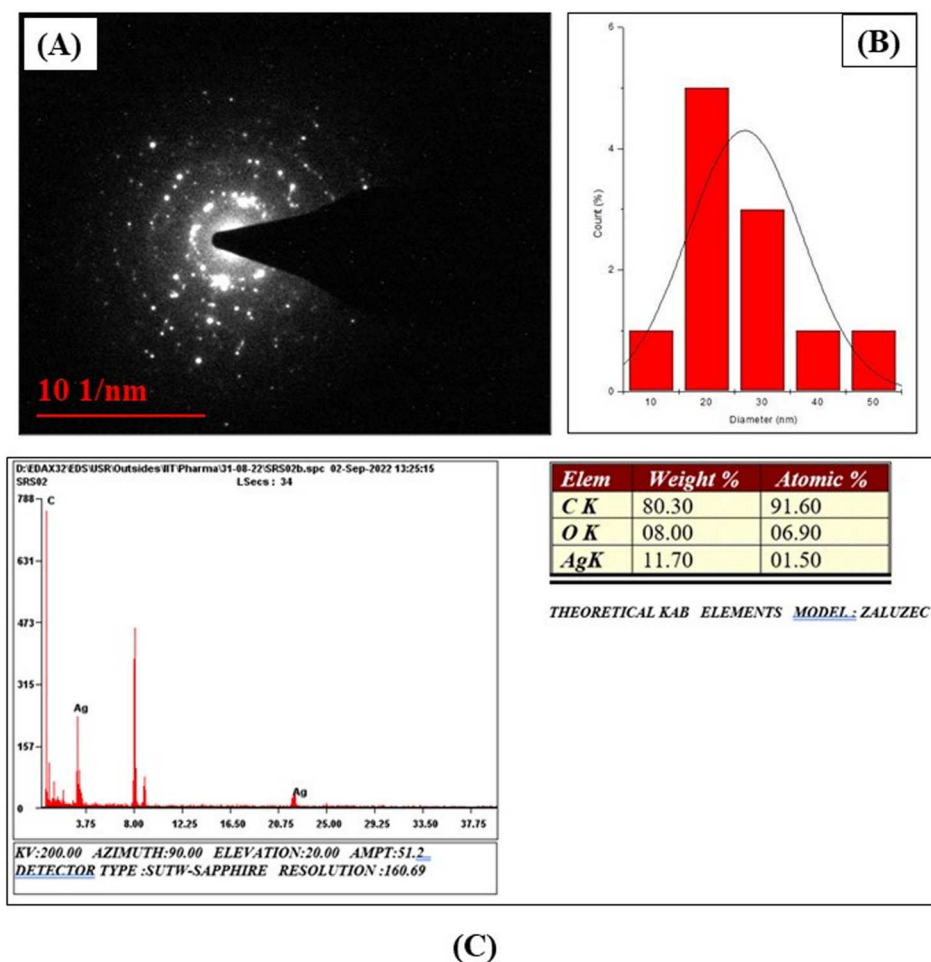 (A)
10 1/nm
(B)
6
4
2
0
Count (%)
10 20 30 40 50
Diameter (nm)
D:\EDAX32\EDS\USR\Outsides\IIT\Pharma\31-08-22\SRS02b.spc 02-Sep-2022 13:25:15
SRS02 LSecs : 34
788
631
473
315
157
0
C
Ag
Ag
3.75 8.00 12.25 16.50 20.75 25.00 29.25 33.50 37.75
KV:200.00 AZIMUTH:90.00 ELEVATION:20.00 AMPT:51.2
DETECTOR TYPE :SUTW-SAPPHIRE RESOLUTION :160.69
Elem Weight % Atomic %
C K 80.30 91.60
O K 08.00 06.90
AgK 11.70 01.50
THEORETICAL KAB ELEMENTS MODEL : ZALUZEC
(C)